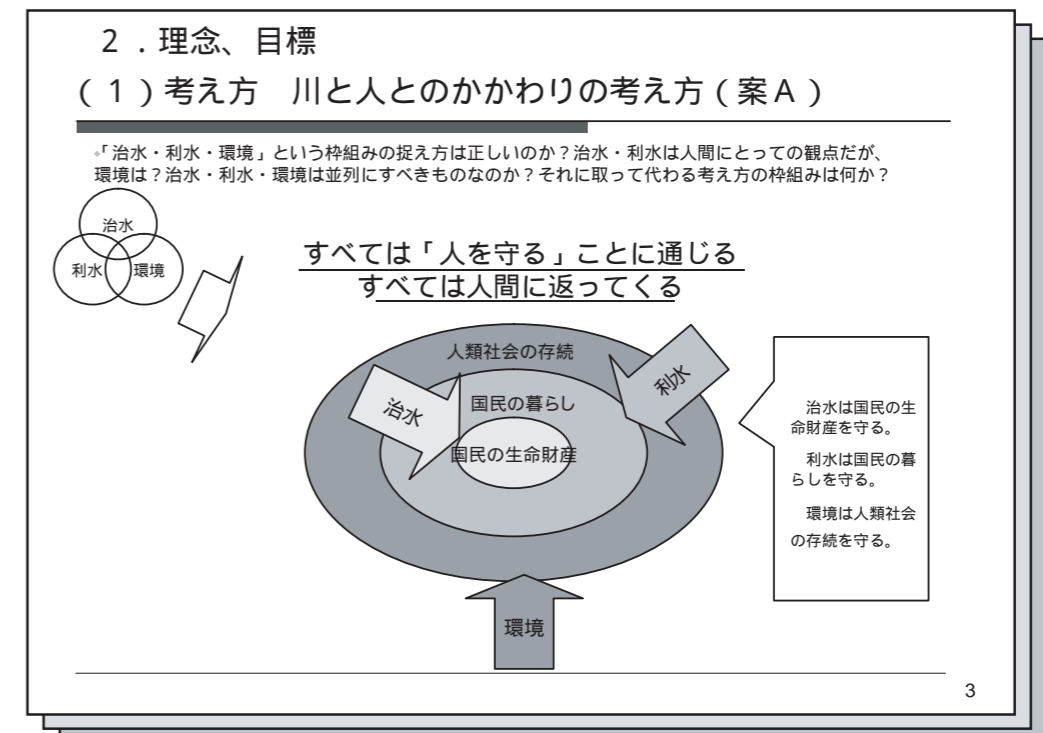 ２．理念、目標
（１）考え方　川と人とのかかわりの考え方（案Ａ）
「治水・利水・環境」という枠組みの捉え方は正しいのか？治水・利水は人間にとっての観点だが、
環境は？治水・利水・環境は並列にすべきものなのか？それに取って代わる考え方の枠組みは何か？
治水
利水
環境
すべては「人を守る」ことに通じる
すべては人間に返ってくる
人類社会の存続
治水
利水
国民の暮らし
国民の生命財産
環境
治水は国民の生
命財産を守る。
利水は国民の暮
らしを守る。
環境は人類社会
の存続を守る。
3